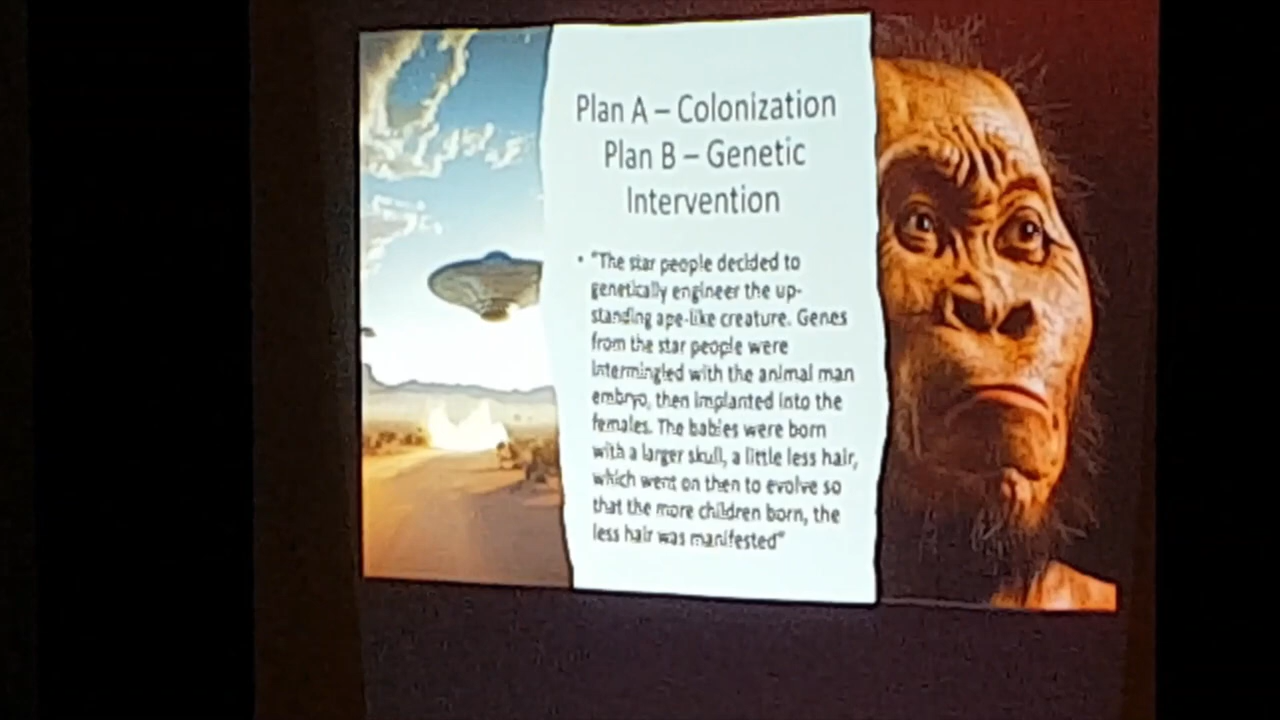 Plan A – Colonization
Plan B – Genetic
Intervention
• "The star people decided to
genetically engineer the up-
standing ape-like creature. Genes
from the star people were
intermingled with the animal man
embryo, then implanted into the
females. The babies were born
with a larger skull, a little less hair,
which went on then to evolve so
that the more children born, the
less hair was manifested"